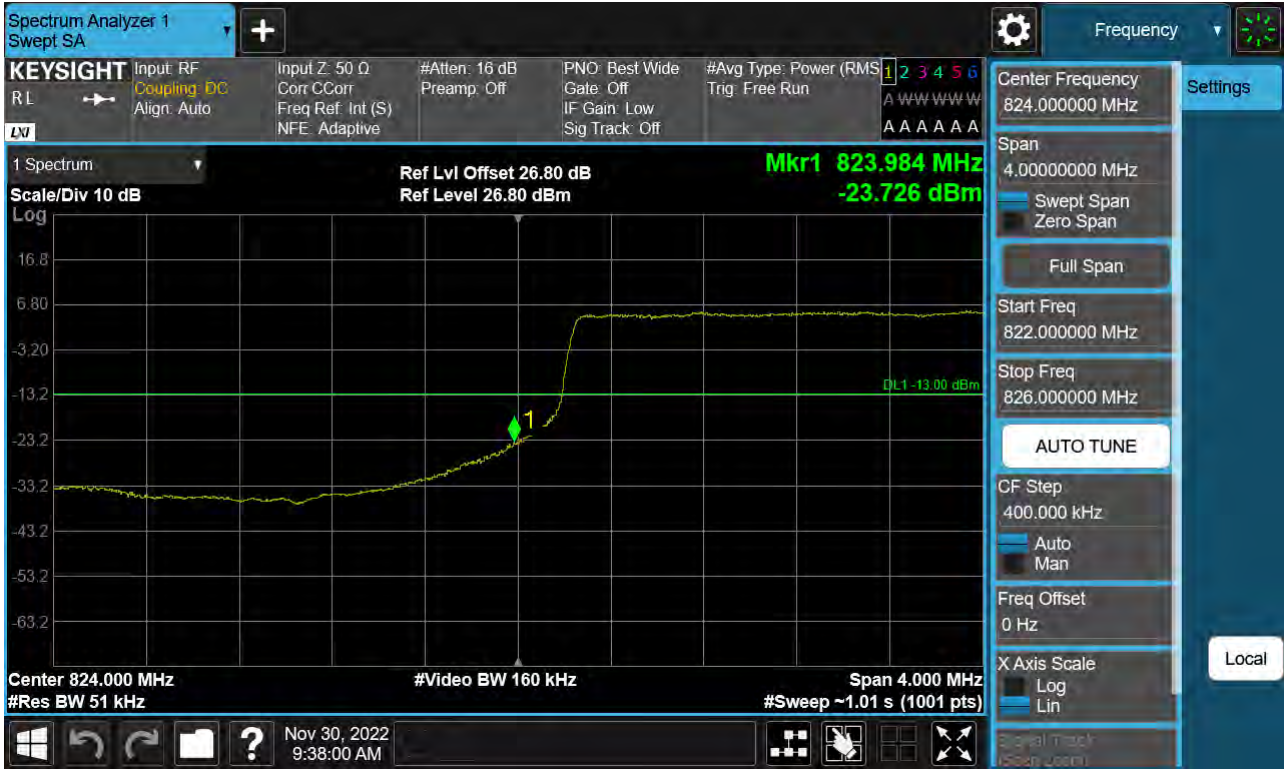 Spectrum Analyzer 1
Swept SA
Frequency
KEYSIGHT
RL
LXI
Input: RF
Coupling: DC
Align: Auto
Input Z: 50 Ω
Corr CCorr
Freq Ref: Int (S)
NFE: Adaptive
#Atten: 16 dB
Preamp: Off
PNO: Best Wide
Gate: Off
IF Gain: Low
Sig Track: Off
#Avg Type: Power (RMS
Trig: Free Run
1 2 3 4 5 6
A W W W W W
A A A A A A
1 Spectrum
Scale/Div 10 dB
Ref Lvl Offset 26.80 dB
Ref Level 26.80 dBm
Mkr1 823.984 MHz
-23.726 dBm
Log
16.8
6.80
-3.20
-13.2
-23.2
-33.2
-43.2
-53.2
-63.2
DL1 -13.00 dBm
1
Center 824.000 MHz
#Video BW 160 kHz
Span 4.000 MHz
#Res BW 51 kHz
#Sweep ~1.01 s (1001 pts)
Center Frequency
824.000000 MHz
Span
4.00000000 MHz
Swept Span
Zero Span
Full Span
Start Freq
822.000000 MHz
Stop Freq
826.000000 MHz
AUTO TUNE
CF Step
400.000 kHz
Auto
Man
Freq Offset
0 Hz
X Axis Scale
Log
Lin
Signal Track
(Span Zoom)
Settings
Local
?
Nov 30, 2022
9:38:00 AM